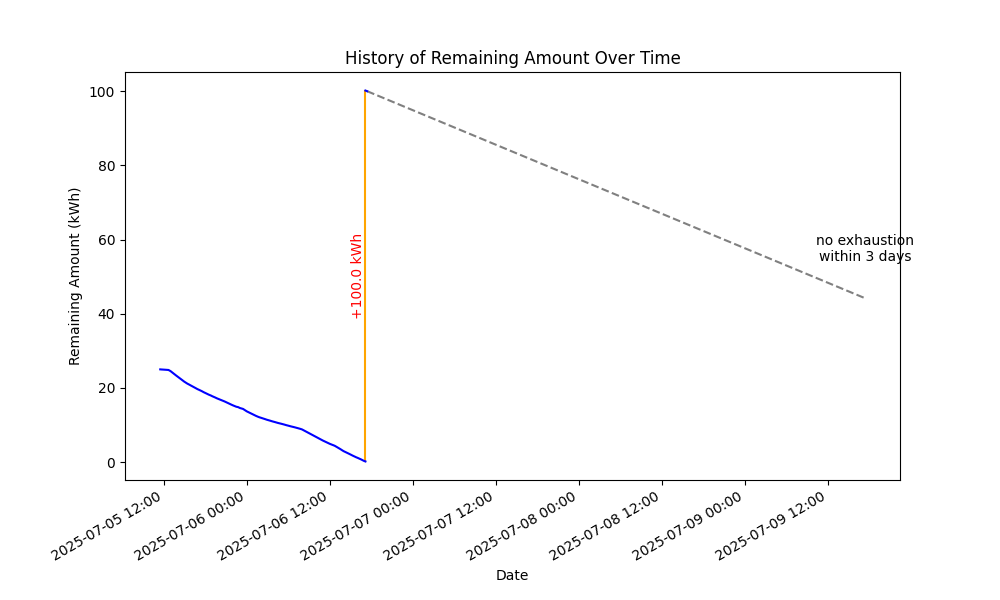 History of Remaining Amount Over Time
Remaining Amount (kWh)
100
80
60
40
20
0
+100.0 kWh
no exhaustion
within 3 days
2025-07-05 12:00
2025-07-06 00:00
2025-07-06 12:00
2025-07-07 00:00
2025-07-07 12:00
2025-07-08 00:00
2025-07-08 12:00
2025-07-09 00:00
2025-07-09 12:00
Date